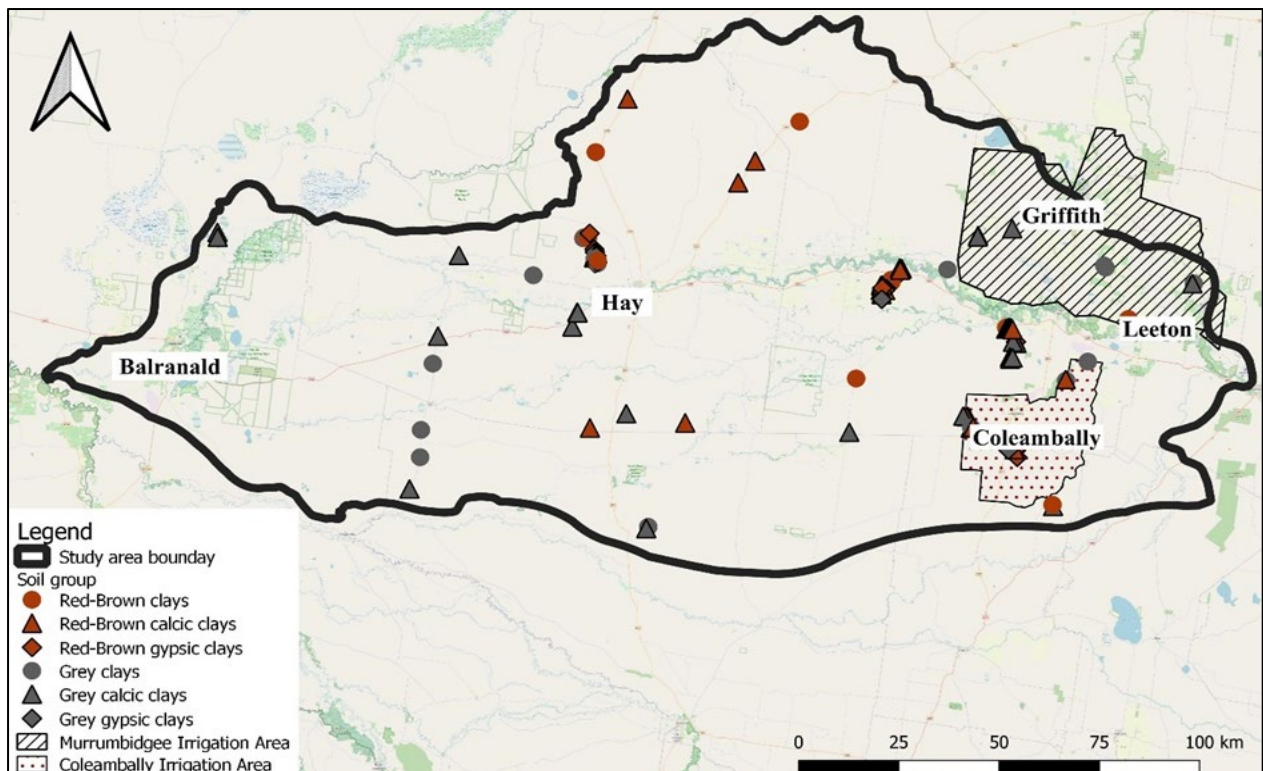 Griffith
Hay
Leeton
Balranald
Coleambally
Legend
Study area bounday
Soil group
Red-Brown clays
Red-Brown calcic clays
Red-Brown gypsic clays
Grey clays
Grey calcic clays
Grey gypsic clays
Murrumbidgee Irrigation Area
Coleambally Irrigation Area
0 25 50 75 100 km